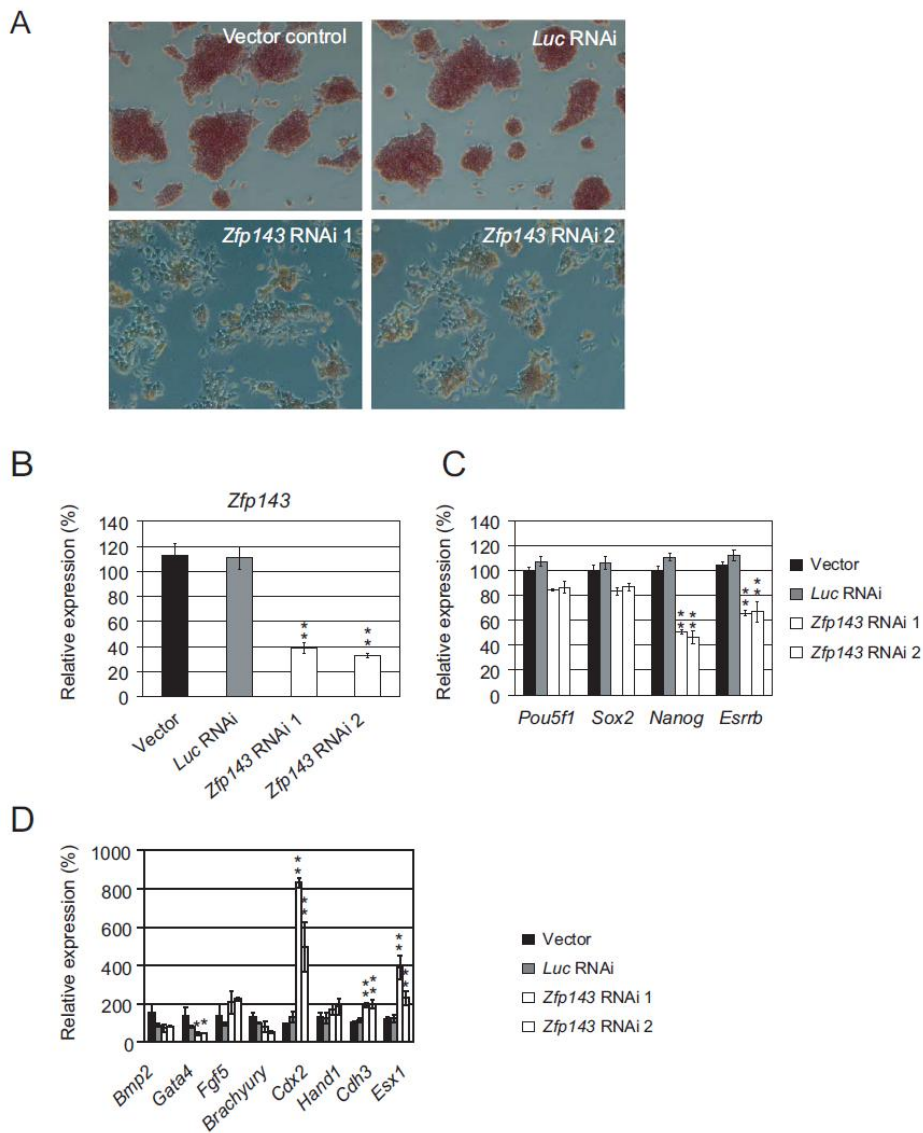 A
Vector control
Luc RNAi
Zfp143 RNAi 1
Zfp143 RNAi 2
B
Zfp143
Relative expression (%)
140
120
100
80
60
40
20
0
**
**
Vector
Luc RNAi
Zfp143 RNAi 1
Zfp143 RNAi 2
C
Relative expression (%)
140
120
100
80
60
40
20
0
**
**
**
**
Pou5f1
Sox2
Nanog
Esrrb
Vector
Luc RNAi
Zfp143 RNAi 1
Zfp143 RNAi 2
D
Relative expression (%)
1000
800
600
400
200
0
*
*
**
**
**
**
**
**
Bmp2
Gata4
Fgf5
Brachyury
Cdx2
Hand1
Cdh3
Esx1
Vector
Luc RNAi
Zfp143 RNAi 1
Zfp143 RNAi 2